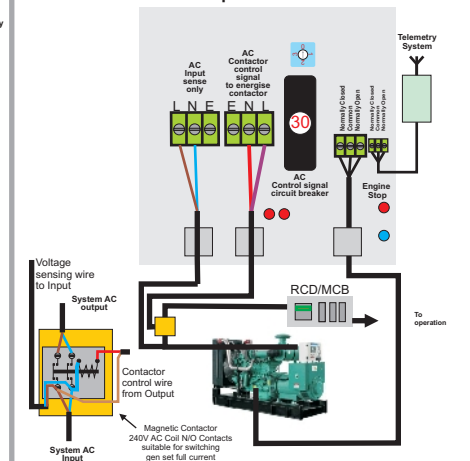 AC
Input
sense
only
L N E
AC
Contactor
control
signal
to energise
contactor
E N L
30
AC
Control signal
circuit breaker
Normally Closed
Common
Normally Open
Normally Closed
Common
Normally Open
Telemetry
System
Engine
Stop
Voltage
sensing wire
to Input
System AC
output
Contactor
control wire
from Output
System AC
Input
Magnetic Contactor
240V AC Coil N/O Contacts
suitable for switching
gen set full current
RCD/MCB
To
operation